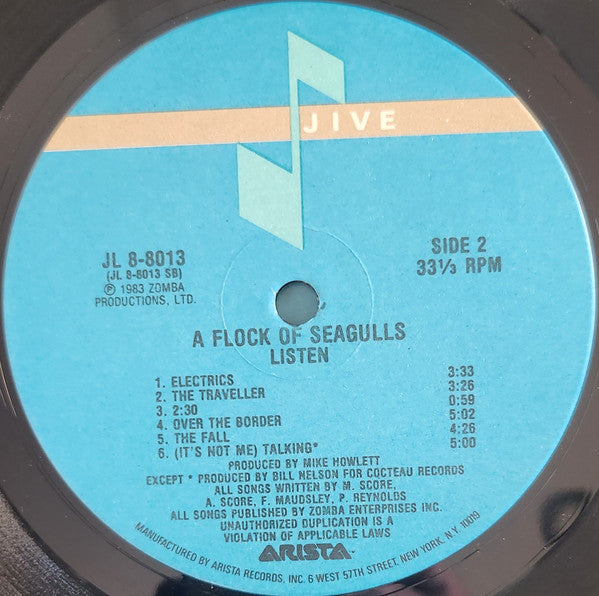 JIVE
JL 8-8013
(JL 8-8013 SB)
℗ 1983 ZOMBA
PRODUCTIONS, LTD.
SIDE 2
33⅓ RPM
A FLOCK OF SEAGULLS
LISTEN
1. ELECTRICS 3:33
2. THE TRAVELLER 3:26
3. 2:30 0:59
4. OVER THE BORDER 5:02
5. THE FALL 4:26
6. (IT'S NOT ME) TALKING* 5:00
PRODUCED BY MIKE HOWLETT
EXCEPT * PRODUCED BY BILL NELSON FOR COCTEAU RECORDS
ALL SONGS WRITTEN BY M. SCORE,
A. SCORE, F. MAUDSLEY, P. REYNOLDS
ALL SONGS PUBLISHED BY ZOMBA ENTERPRISES INC.
UNAUTHORIZED DUPLICATION IS A
VIOLATION OF APPLICABLE LAWS
ARISTA
MANUFACTURED BY ARISTA RECORDS, INC. 6 WEST 57TH STREET, NEW YORK, N.Y. 10019